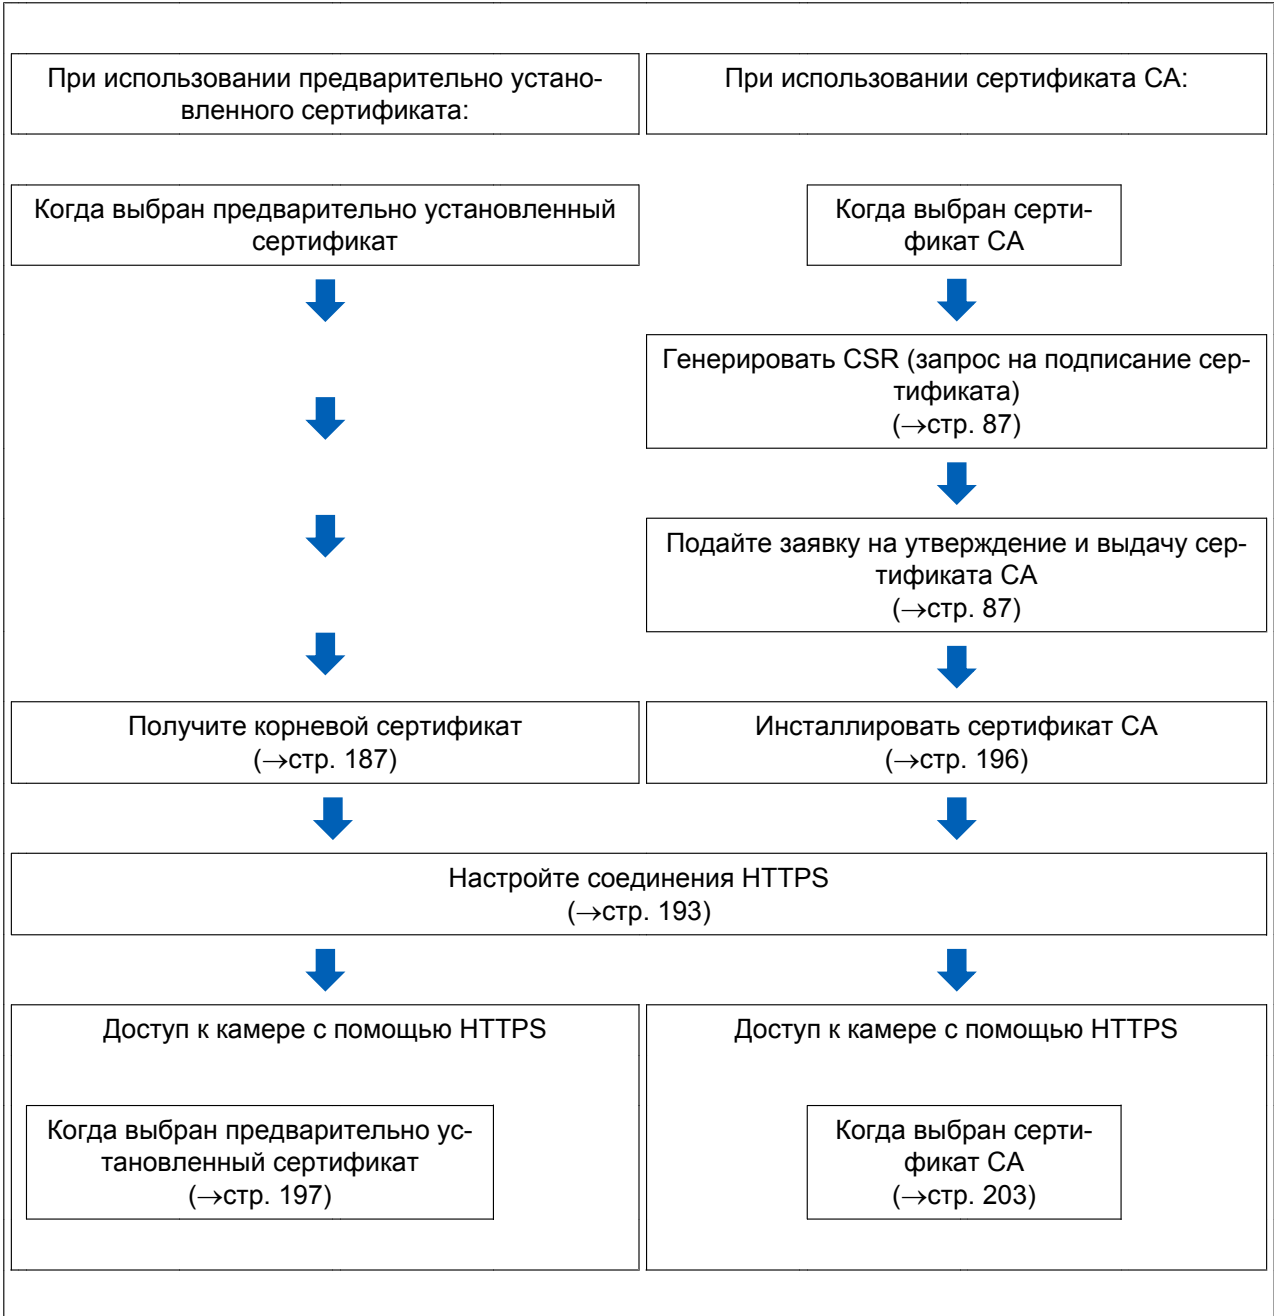 При использовании предварительно устано-
вленного сертификата:
При использовании сертификата CA:
Когда выбран предварительно установленный
сертификат
Когда выбран серти-
фикат CA
Генерировать CSR (запрос на подписание сер-
тификата)
(→стр. 87)
Подайте заявку на утверждение и выдачу сер-
тификата CA
(→стр. 87)
Получите корневой сертификат
(→стр. 187)
Инсталлировать сертификат CA
(→стр. 196)
Настройте соединения HTTPS
(→стр. 193)
Доступ к камере с помощью HTTPS
Когда выбран предварительно ус-
тановленный сертификат
(→стр. 197)
Доступ к камере с помощью HTTPS
Когда выбран серти-
фикат CA
(→стр. 203)